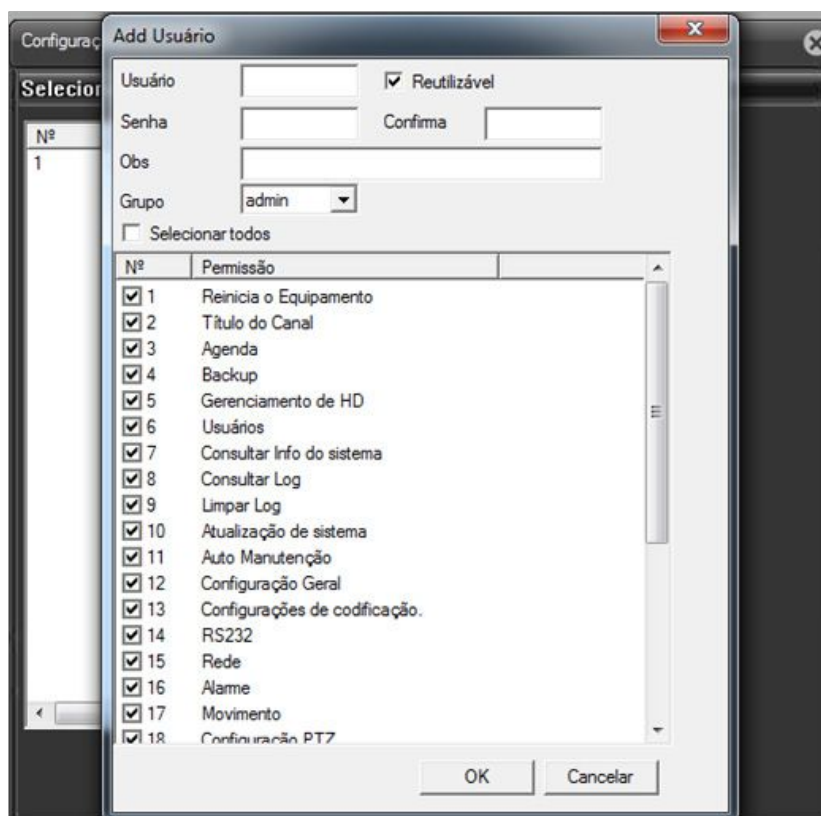 Configuraç
Add Usuário
Selecion
Usuário
Reutilizável
Senha
Confirma
Obs
Grupo
admin
Selecionar todos
Nº
1
Nº Permissão
1 Reinicia o Equipamento
2 Título do Canal
3 Agenda
4 Backup
5 Gerenciamento de HD
6 Usuários
7 Consultar Info do sistema
8 Consultar Log
9 Limpar Log
10 Atualização de sistema
11 Auto Manutenção
12 Configuração Geral
13 Configurações de codificação.
14 RS232
15 Rede
16 Alarme
17 Movimento
18 Configuração PTZ
OK
Cancelar